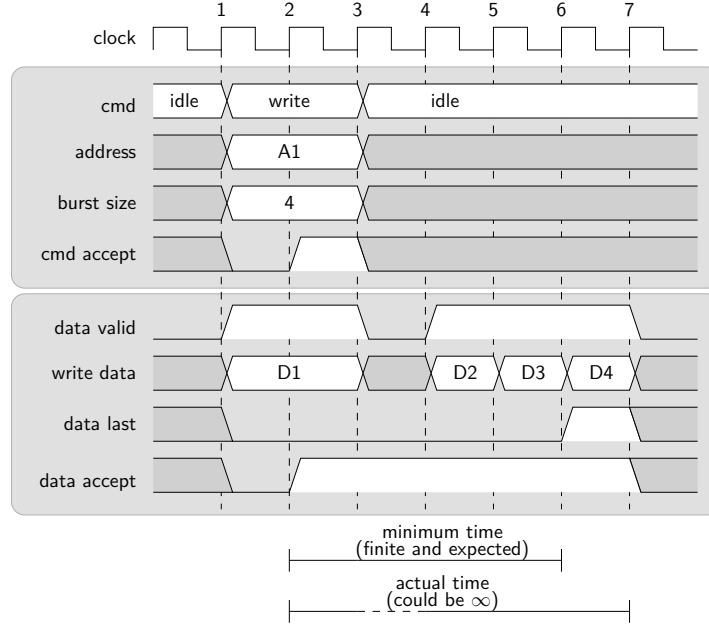 1 2 3 4 5 6 7
clock
cmd idle write idle
address A1
burst size 4
cmd accept
data valid
write data D1 D2 D3 D4
data last
data accept
minimum time
(finite and expected)
actual time
(could be ∞)